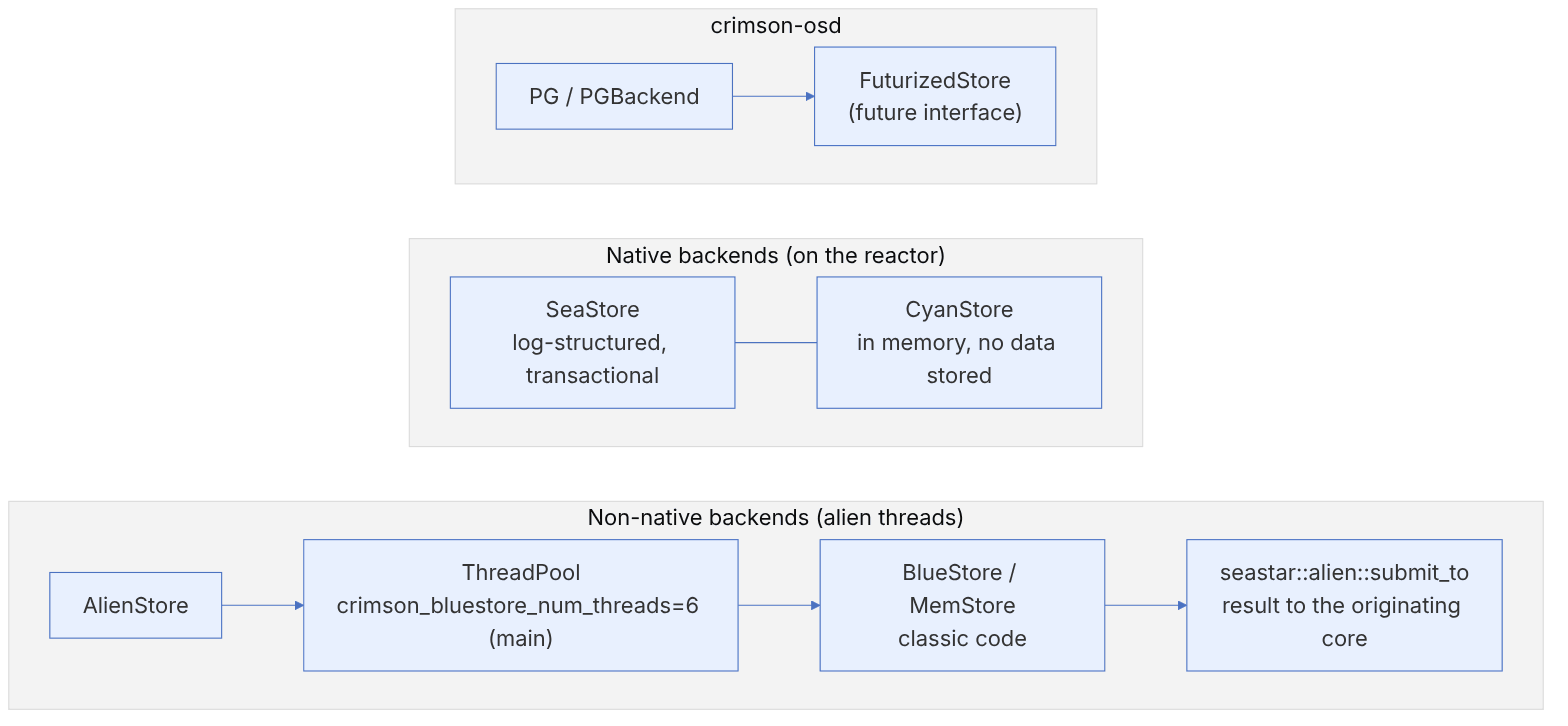 crimson-osd
PG / PGBackend
FuturizedStore
(future interface)
Native backends (on the reactor)
SeaStore
log-structured,
transactional
CyanStore
in memory, no data
stored
Non-native backends (alien threads)
AlienStore
ThreadPool
crimson_bluestore_num_threads=6
(main)
BlueStore /
MemStore
classic code
seastar::alien::submit_to
result to the originating
core